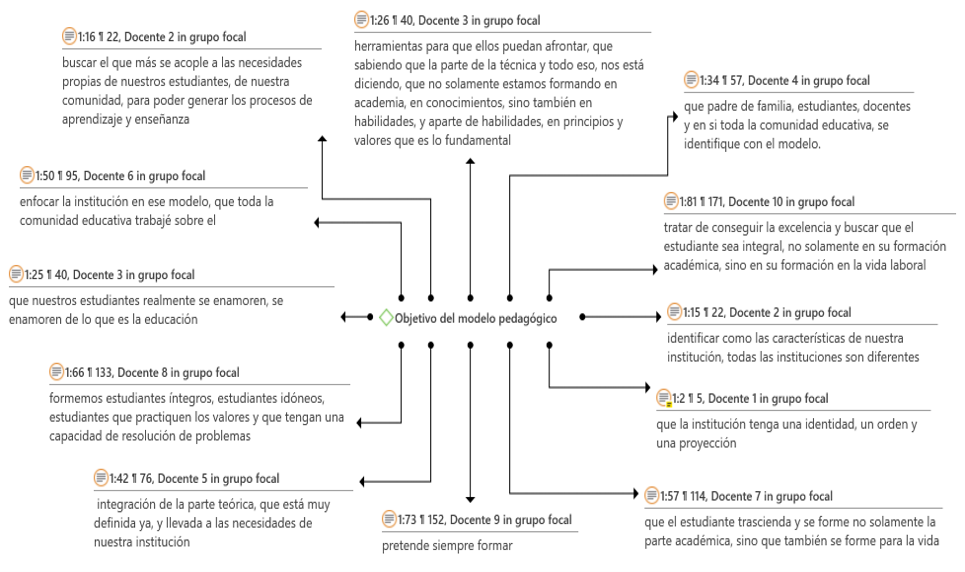 1:16 ¶ 22, Docente 2 in grupo focal
buscar el que más se acople a las necesidades
propias de nuestros estudiantes, de nuestra
comunidad, para poder generar los procesos de
aprendizaje y enseñanza
1:26 ¶ 40, Docente 3 in grupo focal
herramientas para que ellos puedan afrontar, que
sabiendo que la parte de la técnica y todo eso, nos está
diciendo, que no solamente estamos formando en
academia, en conocimientos, sino también en
habilidades, y aparte de habilidades, en principios y
valores que es lo fundamental
1:34 ¶ 57, Docente 4 in grupo focal
que padre de familia, estudiantes, docentes
y en si toda la comunidad educativa, se
identifique con el modelo.
1:50 ¶ 95, Docente 6 in grupo focal
enfocar la institución en ese modelo, que toda la
comunidad educativa trabajé sobre el
1:81 ¶ 171, Docente 10 in grupo focal
tratar de conseguir la excelencia y buscar que el
estudiante sea integral, no solamente en su formación
académica, sino en su formación en la vida laboral
1:25 ¶ 40, Docente 3 in grupo focal
que nuestros estudiantes realmente se enamoren, se
enamoren de lo que es la educación
Objetivo del modelo pedagógico
1:15 ¶ 22, Docente 2 in grupo focal
identificar como las características de nuestra
institución, todas las instituciones son diferentes
1:66 ¶ 133, Docente 8 in grupo focal
formemos estudiantes íntegros, estudiantes idóneos,
estudiantes que practiquen los valores y que tengan una
capacidad de resolución de problemas
1:2 ¶ 5, Docente 1 in grupo focal
que la institución tenga una identidad, un orden y
una proyección
1:42 ¶ 76, Docente 5 in grupo focal
integración de la parte teórica, que está muy
definida ya, y llevada a las necesidades de
nuestra institución
1:73 ¶ 152, Docente 9 in grupo focal
pretende siempre formar
1:57 ¶ 114, Docente 7 in grupo focal
que el estudiante trascienda y se forme no solamente la
parte académica, sino que también se forme para la vida